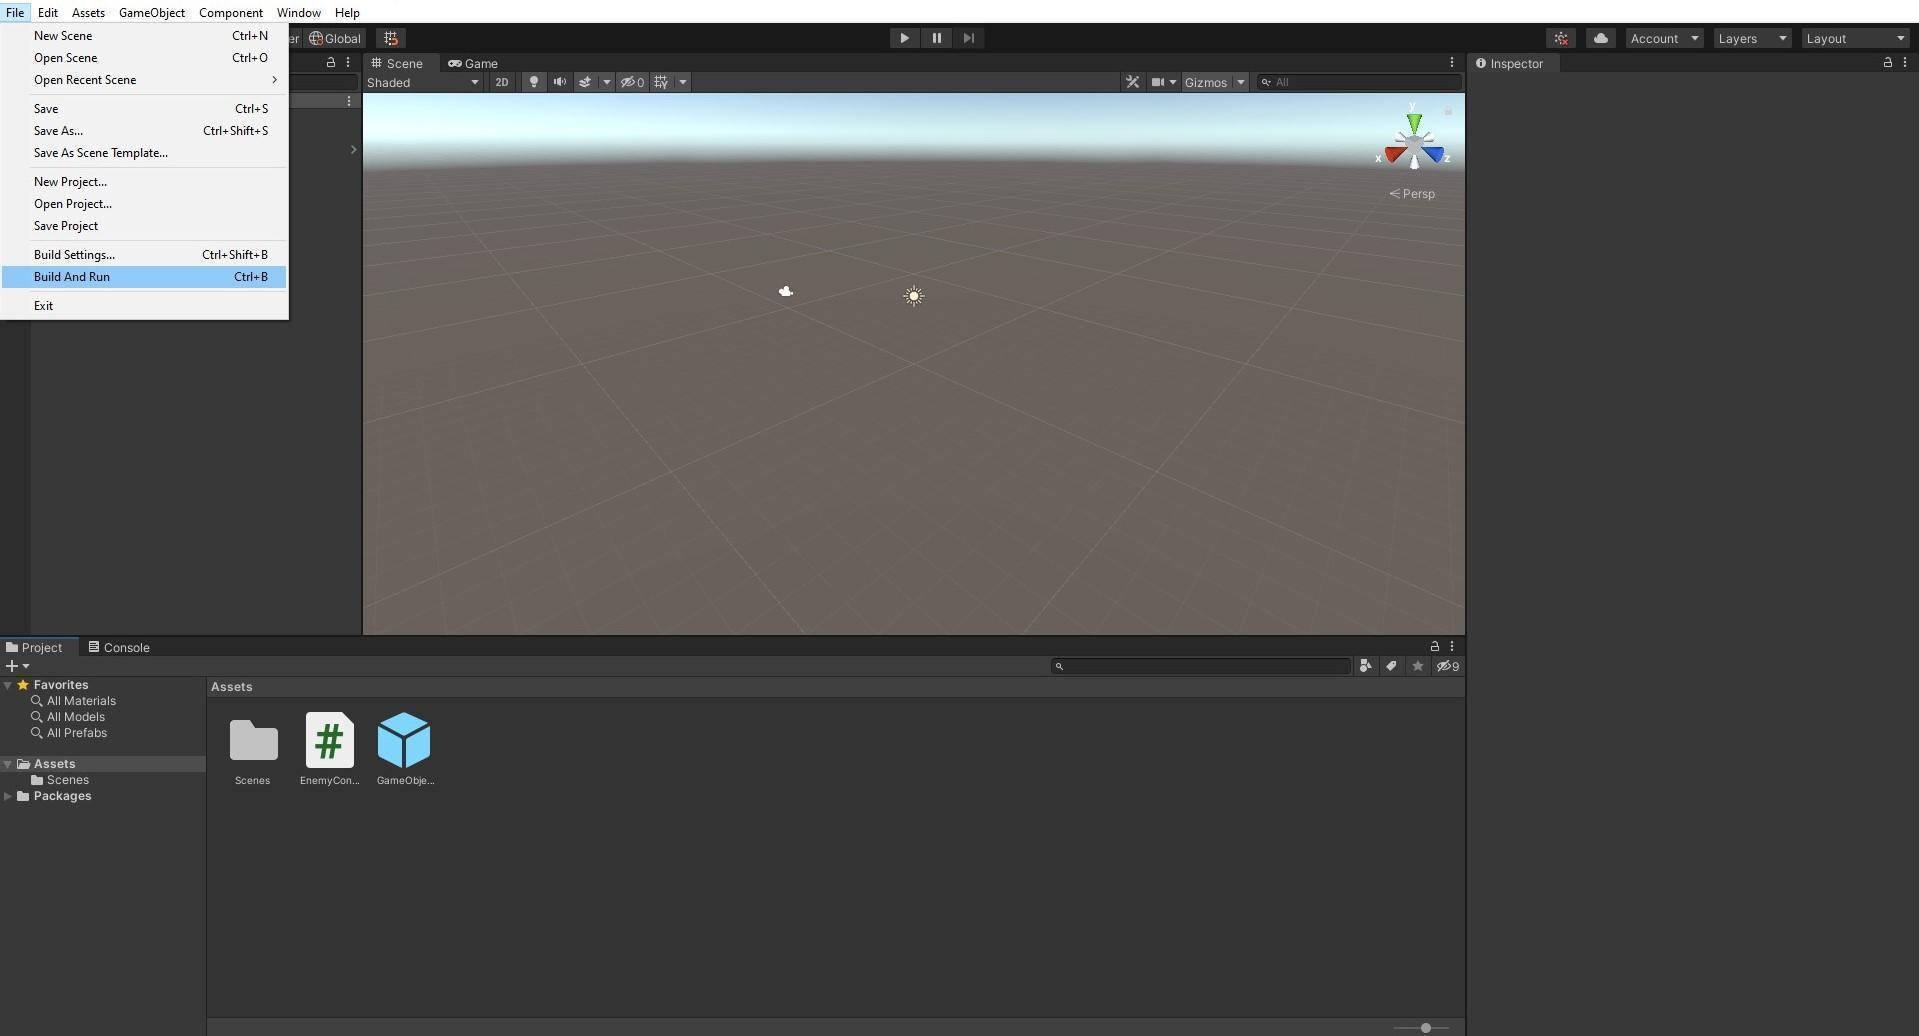 File Edit Assets GameObject Component Window Help
New Scene Ctrl+N
Open Scene Ctrl+O
Open Recent Scene
Save Ctrl+S
Save As... Ctrl+Shift+S
Save As Scene Template...
New Project...
Open Project...
Save Project
Build Settings... Ctrl+Shift+B
Build And Run Ctrl+B
Exit
er Global
Account Layers Layout
Scene Game
Shaded 2D 0 Gizmos All
y
x z
Persp
Inspector
Project Console
9
Favorites
All Materials
All Models
All Prefabs
Assets
Scenes
Packages
Assets
#
Scenes EnemyCon... GameObje...